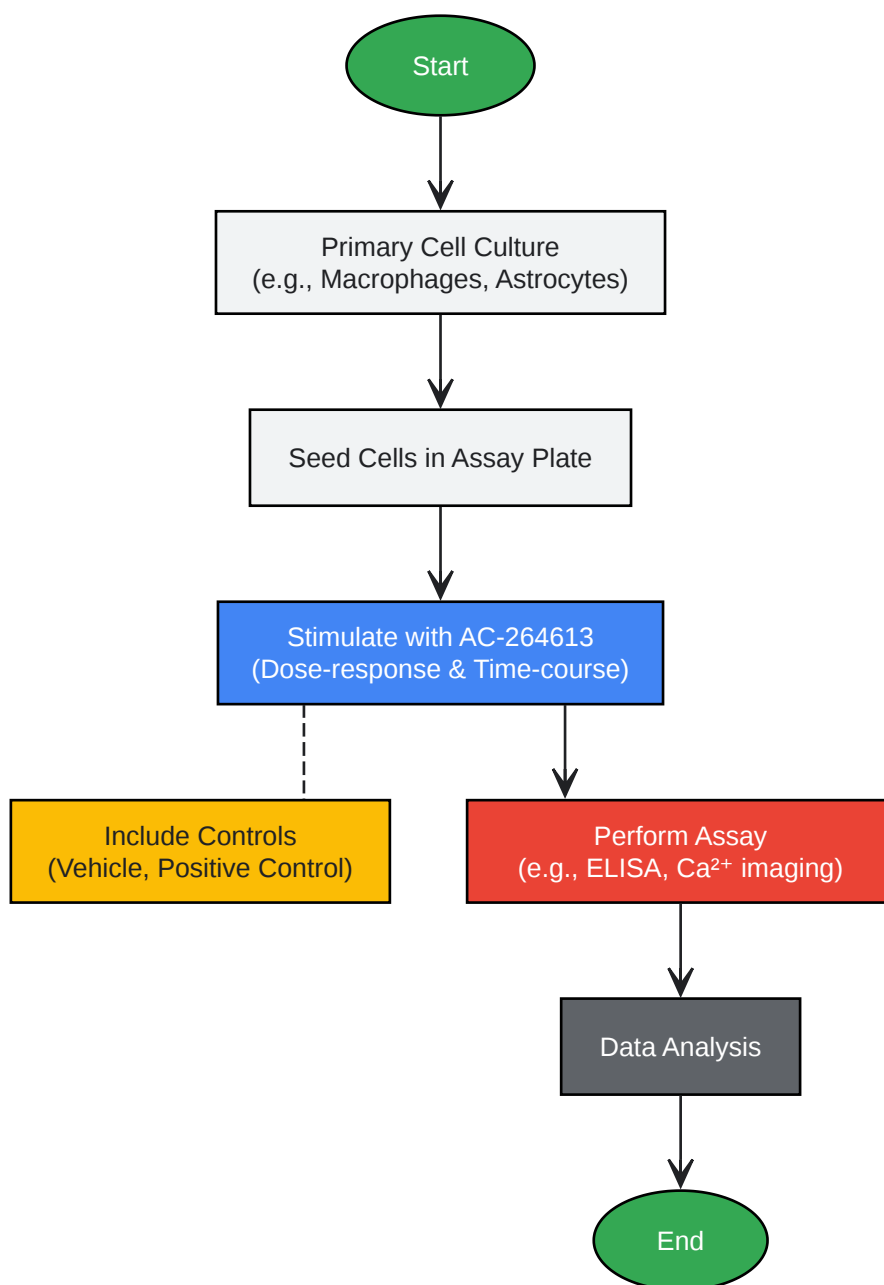 Start
Primary Cell Culture
(e.g., Macrophages, Astrocytes)
Seed Cells in Assay Plate
Stimulate with AC-264613
(Dose-response & Time-course)
Include Controls
(Vehicle, Positive Control)
Perform Assay
(e.g., ELISA, Ca²⁺ imaging)
Data Analysis
End